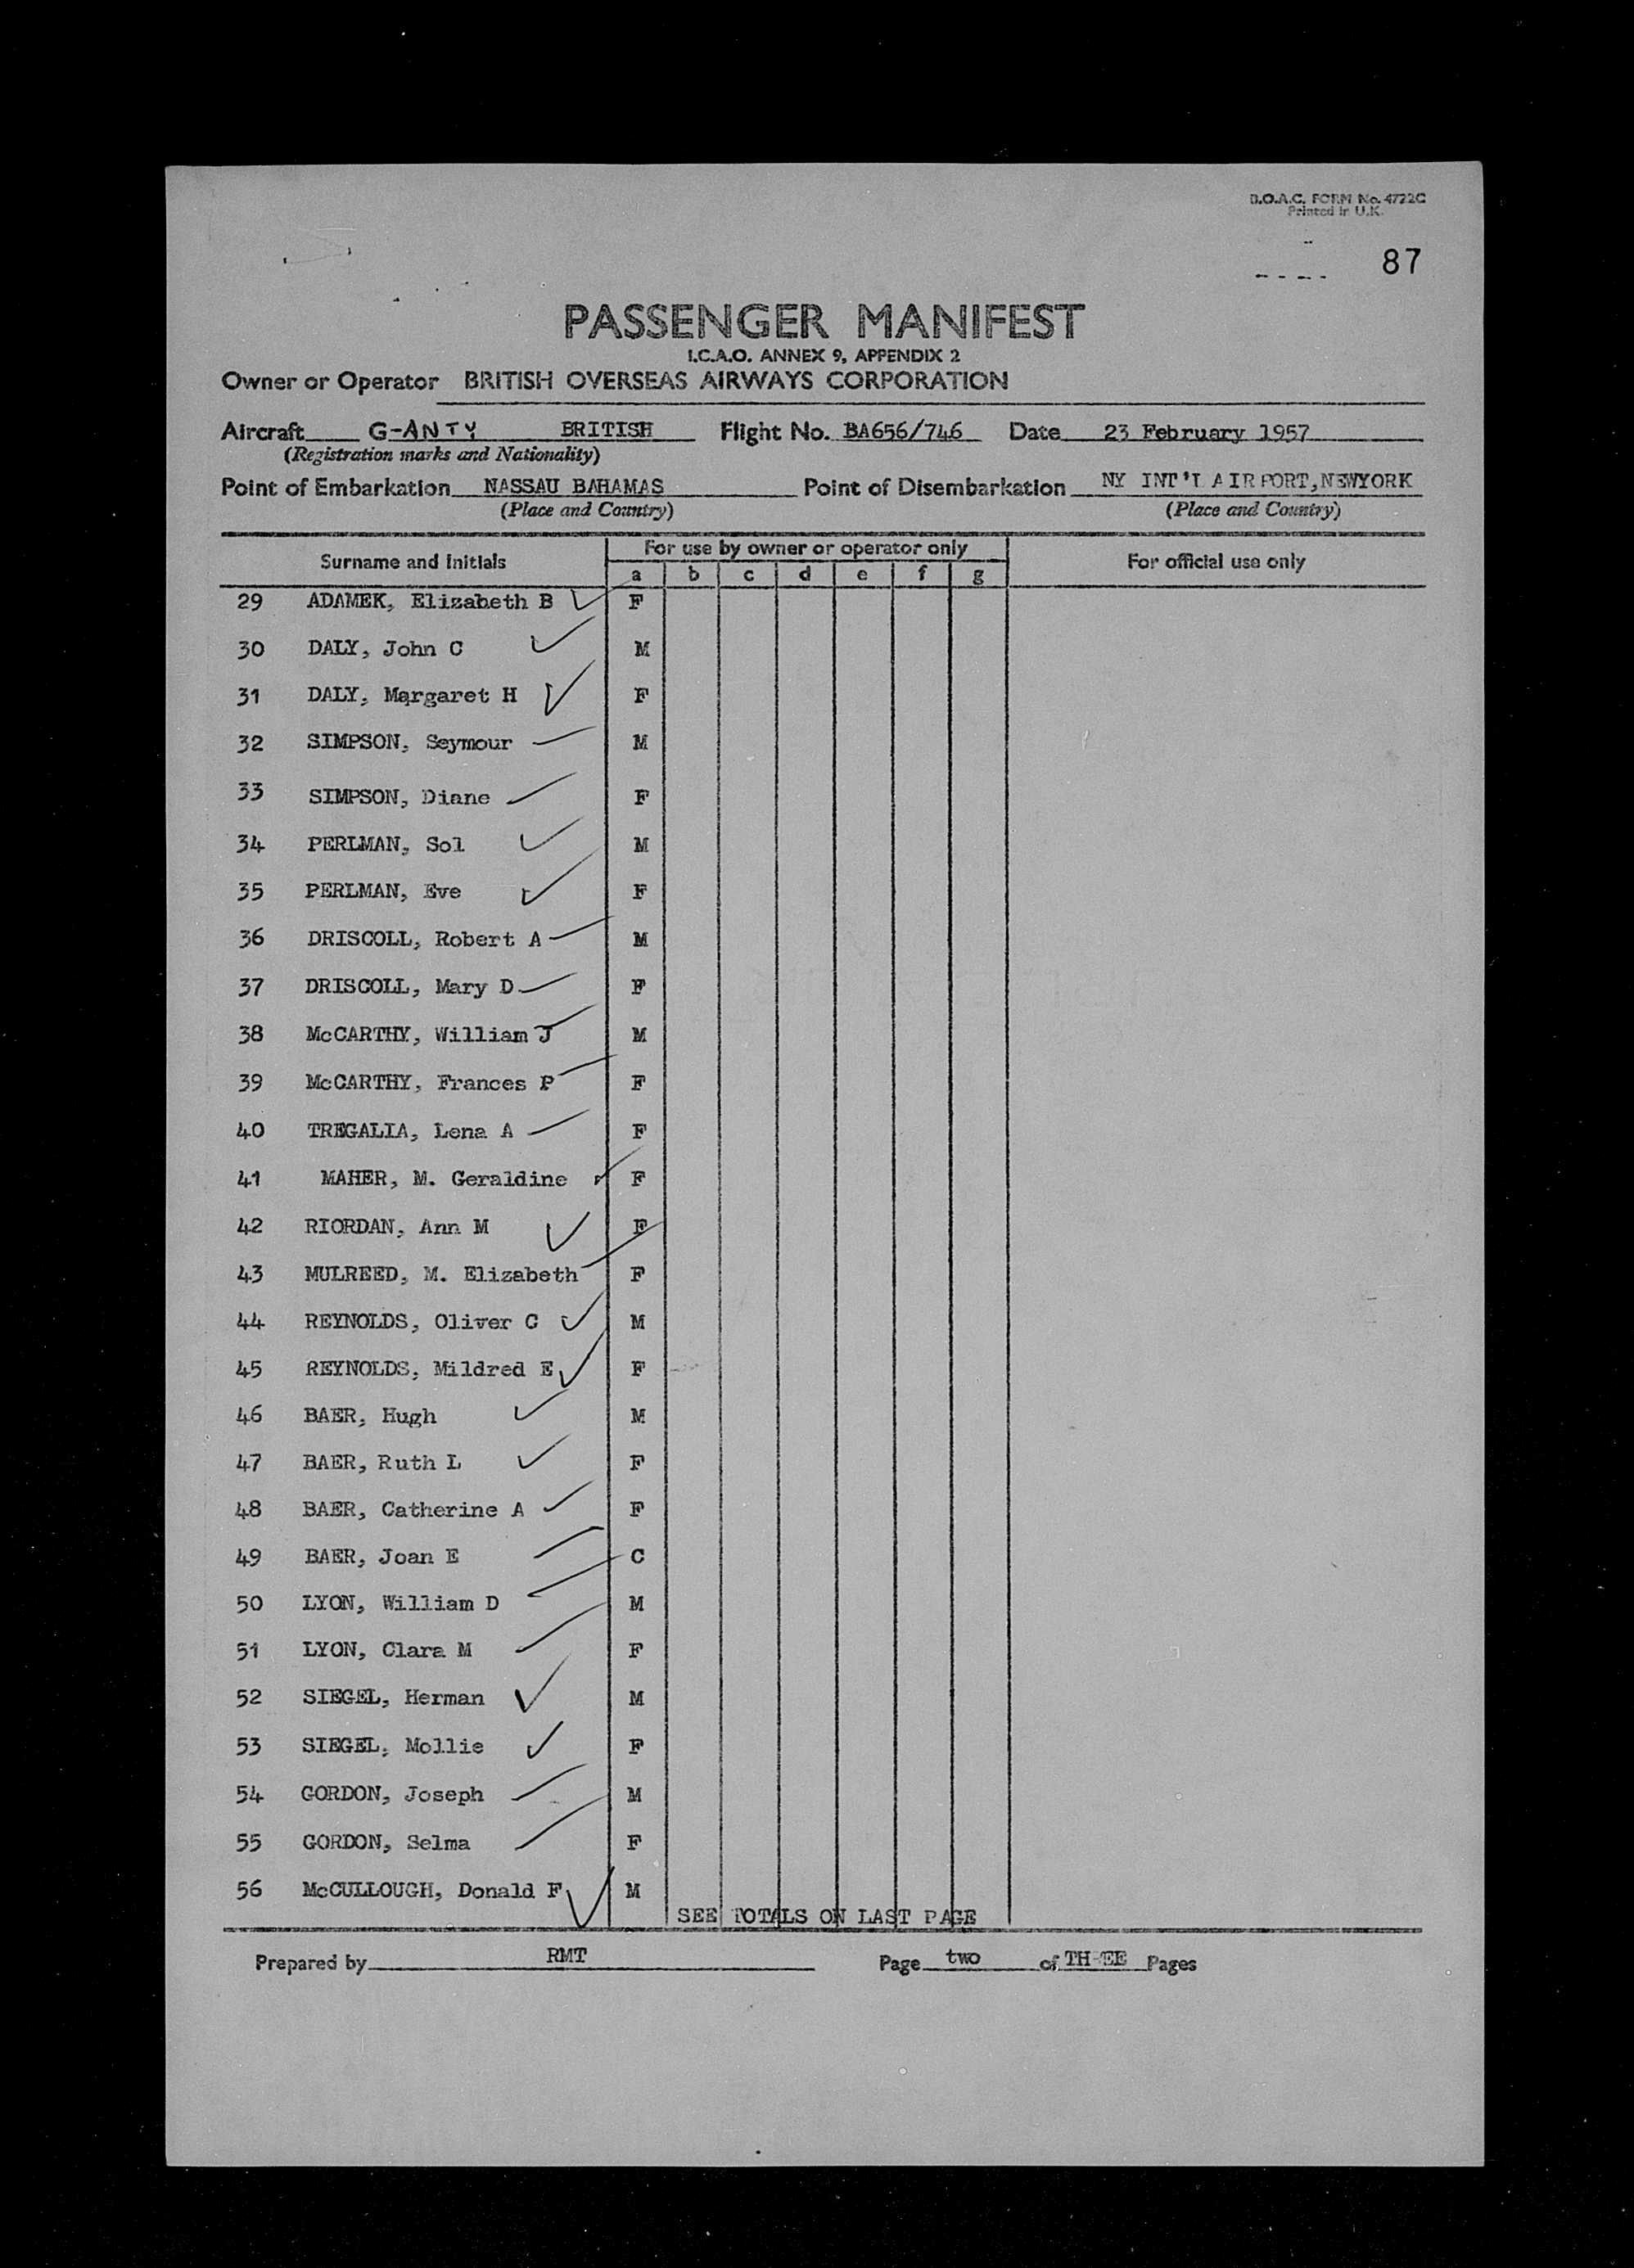 B.O.A.C. FORM No. 4722C
Printed in U.K.
87
PASSENGER MANIFEST
I.C.A.O. ANNEX 9, APPENDIX 2
Owner or Operator BRITISH OVERSEAS AIRWAYS CORPORATION
Aircraft G-ANTY BRITISH Flight No. BA656/746 Date 23 February 1957
(Registration marks and Nationality)
Point of Embarkation NASSAU BAHAMAS Point of Disembarkation NY INT'L AIRPORT,NEWYORK
(Place and Country) (Place and Country)
Surname and Initials For use by owner or operator only For official use only
a b c d e f g
29 ADAMEK, Elizabeth B F
30 DALY, John C M
31 DALY, Margaret H F
32 SIMPSON, Seymour M
33 SIMPSON, Diane F
34 PERLMAN, Sol M
35 PERLMAN, Eve F
36 DRISCOLL, Robert A M
37 DRISCOLL, Mary D F
38 McCARTHY, William J M
39 McCARTHY, Frances P F
40 TREGALIA, Lena A F
41 MAHER, M. Geraldine F
42 RIORDAN, Ann M F
43 MULREED, M. Elizabeth F
44 REYNOLDS, Oliver C M
45 REYNOLDS, Mildred E F
46 BAER, Hugh M
47 BAER, Ruth L F
48 BAER, Catherine A F
49 BAER, Joan E C
50 LYON, William D M
51 LYON, Clara M F
52 SIEGEL, Herman M
53 SIEGEL, Mollie F
54 GORDON, Joseph M
55 GORDON, Selma F
56 McCULLOUGH, Donald F M
SEE TOTALS ON LAST PAGE
Prepared by RMT Page two of TH EE Pages